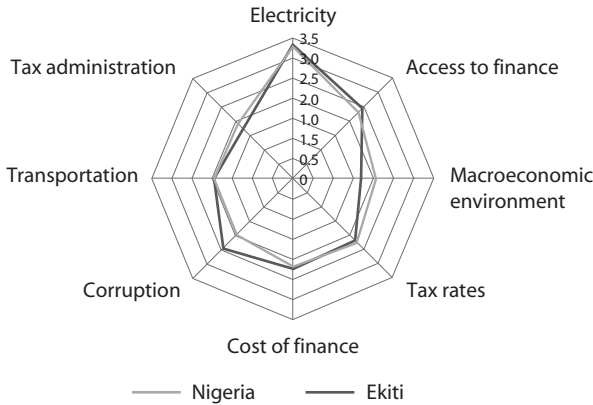 Electricity
3.5
3.0
2.5
2.0
1.0
1.5
0.5
0
Tax administration
Access to finance
Transportation
Macroeconomic
environment
Corruption
Tax rates
Cost of finance
Nigeria
Ekiti